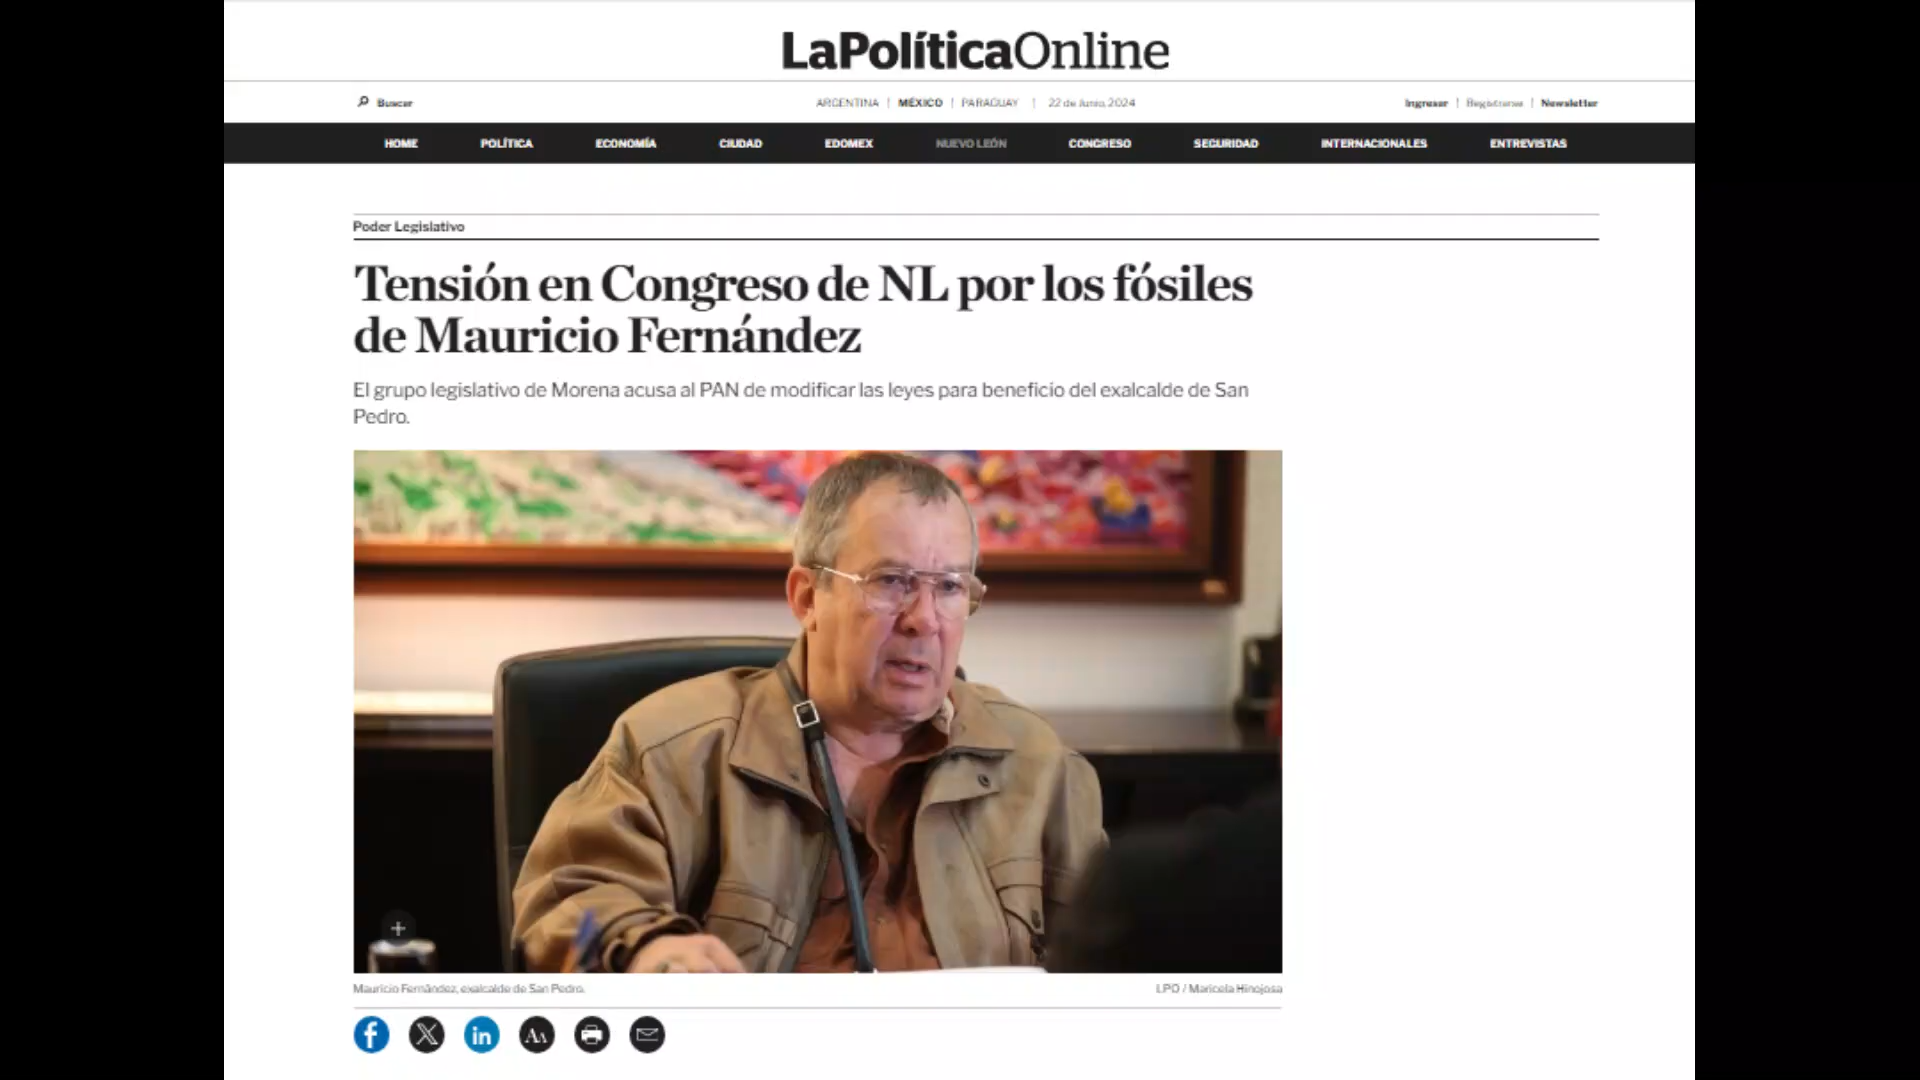 LaPolíticaOnline
Buscar
ARGENTINA | MÉXICO | PARAGUAY | 22 de Junio, 2024
Ingresar | Registrarse | Newsletter
HOME POLÍTICA ECONOMÍA CIUDAD EDOMEX NUEVO LEÓN CONGRESO SEGURIDAD INTERNACIONALES ENTREVISTAS
Poder Legislativo
Tensión en Congreso de NL por los fósiles
de Mauricio Fernández
El grupo legislativo de Morena acusa al PAN de modificar las leyes para beneficio del exalcalde de San
Pedro.
Mauricio Fernández, exalcalde de San Pedro.
LPO / Maricela Hinojosa